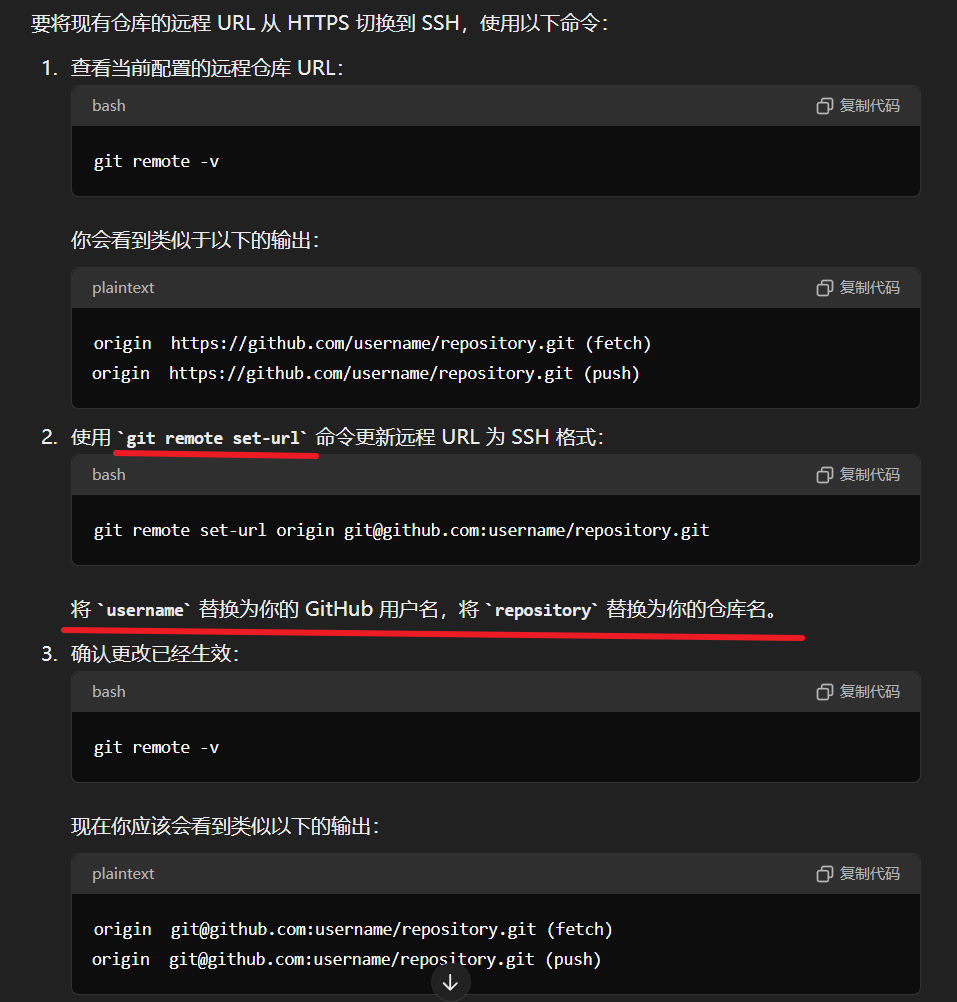 要将现有仓库的远程 URL 从 HTTPS 切换到 SSH，使用以下命令：
1. 查看当前配置的远程仓库 URL：
bash 复制代码
git remote -v
你会看到类似于以下的输出：
plaintext 复制代码
origin  https://github.com/username/repository.git (fetch)
origin  https://github.com/username/repository.git (push)
2. 使用 `git remote set-url` 命令更新远程 URL 为 SSH 格式：
bash 复制代码
git remote set-url origin git@github.com:username/repository.git
将 `username` 替换为你的 GitHub 用户名，将 `repository` 替换为你的仓库名。
3. 确认更改已经生效：
bash 复制代码
git remote -v
现在你应该会看到类似以下的输出：
plaintext 复制代码
origin  git@github.com:username/repository.git (fetch)
origin  git@github.com:username/repository.git (push)